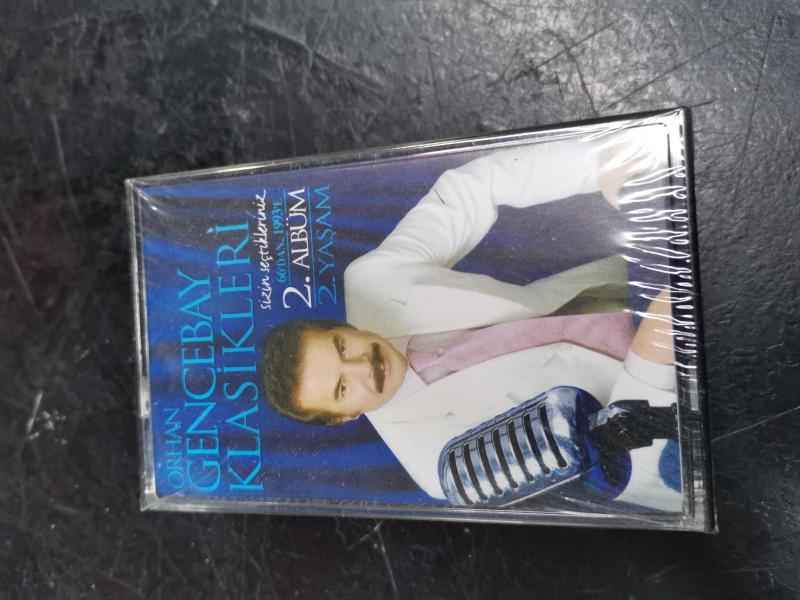 ORHAN
GENCEBAY
KLASİKLERİ
sizin seçtikleriniz
66'DAN, 1993'E...
2. ALBÜM
2. YAŞAM